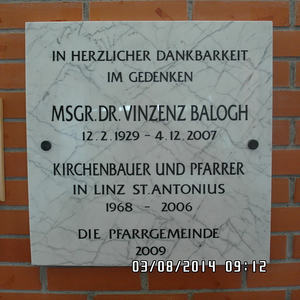 IN HERZLICHER DANKBARKEIT
IM GEDENKEN
MSGR. DR. VINZENZ BALOGH
12. 2. 1929 - 4. 12. 2007
KIRCHENBAUER UND PFARRER
IN LINZ ST. ANTONIUS
1968 - 2006
DIE PFARRGEMEINDE
2009
03/08/2014 09:12